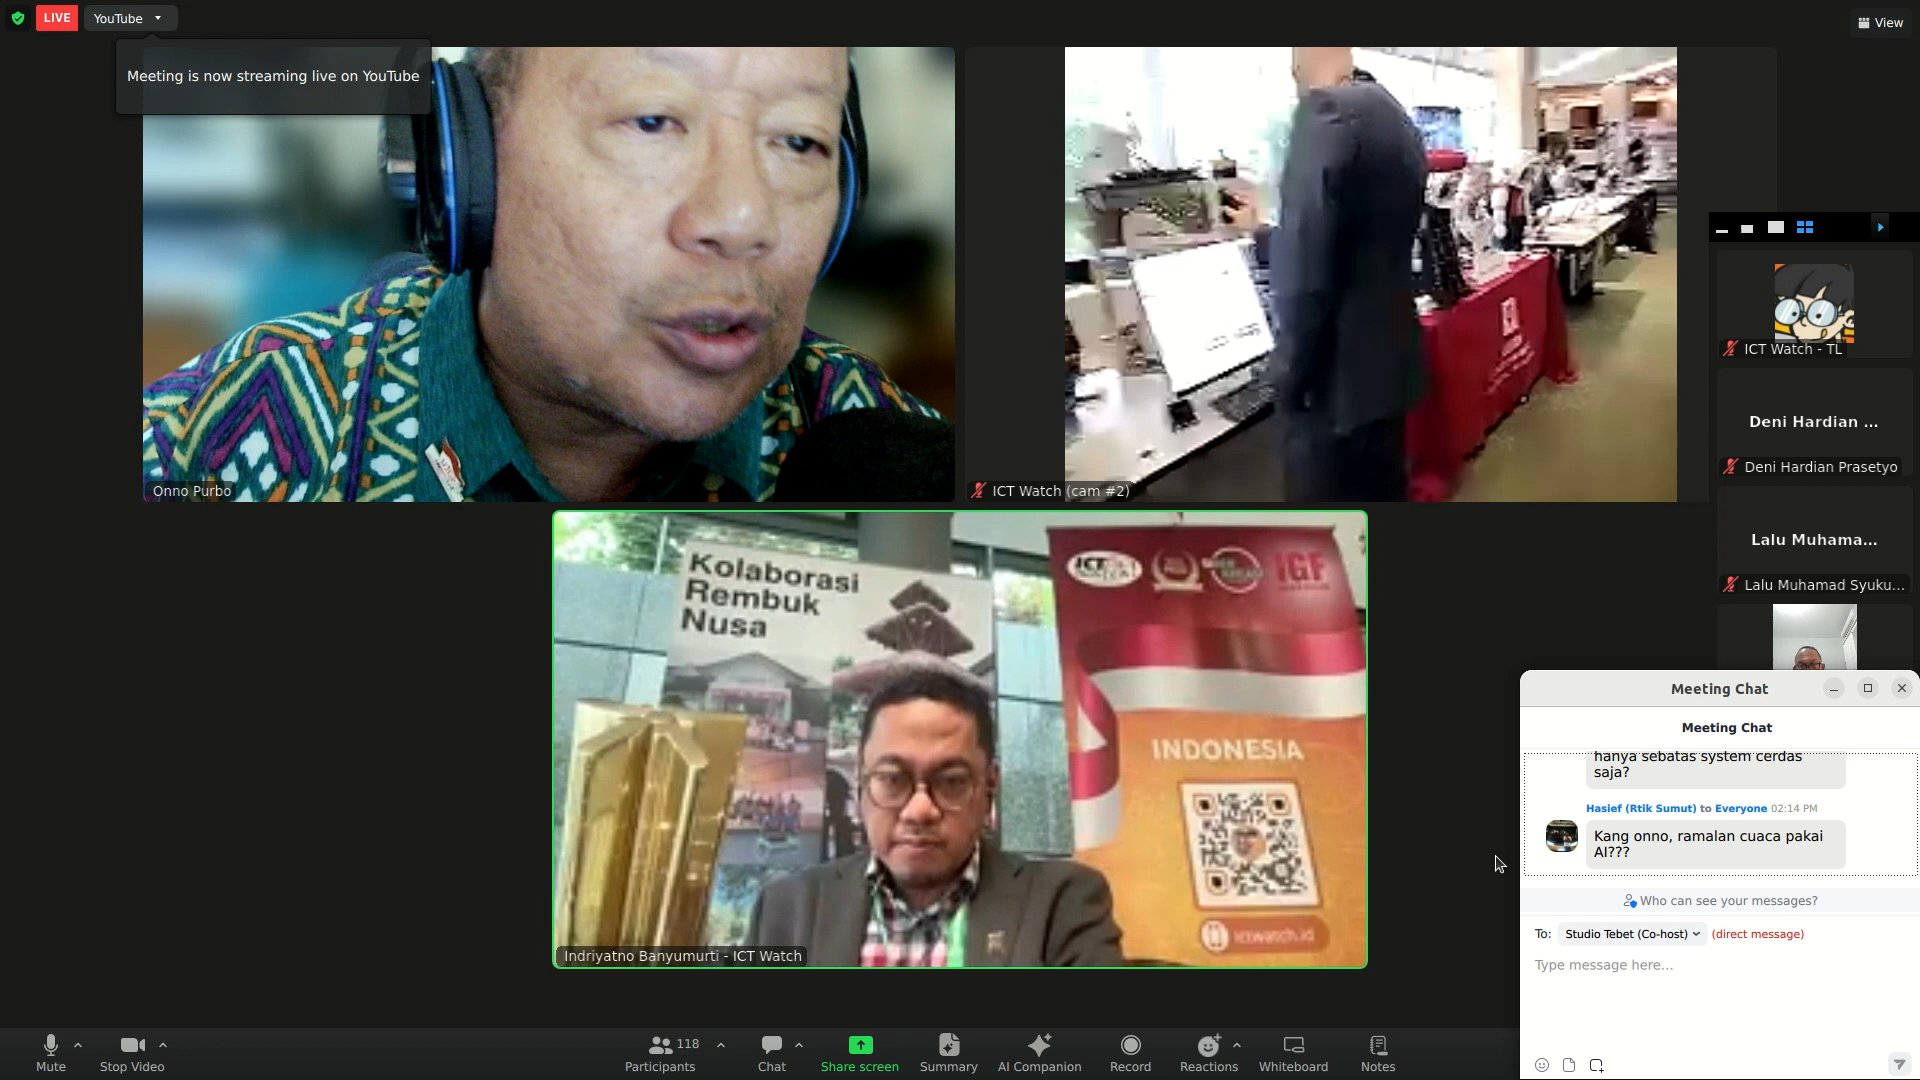 LIVE
YouTube
View
Meeting is now streaming live on YouTube
Onno Purbo
ICT Watch (cam #2)
ICT Watch - TL
Deni Hardian ...
Deni Hardian Prasetyo
Lalu Muhama...
Lalu Muhamad Syuku...
Kolaborasi
Rembuk
Nusa
ICT
IGF
INDONESIA
ictwatch.id
Indriyatno Banyumurti - ICT Watch
Meeting Chat
Meeting Chat
hanya sebatas system cerdas
saja?
Hasief (Rtik Sumut) to Everyone 02:14 PM
Kang onno, ramalan cuaca pakai
AI???
Who can see your messages?
To: Studio Tebet (Co-host) (direct message)
Type message here...
Mute
Stop Video
118
Participants
Chat
Share screen
Summary
AI Companion
Record
Reactions
Whiteboard
Notes